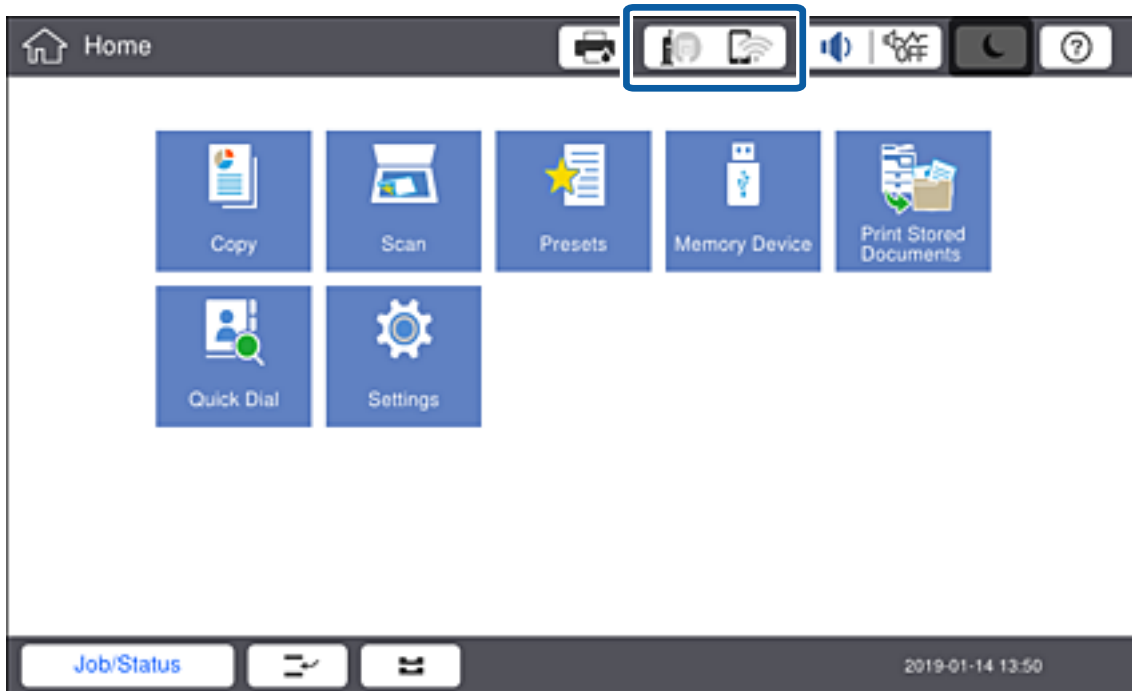 Home
OFF
?
Copy
Scan
Presets
Memory Device
Print Stored
Documents
Quick Dial
Settings
Job/Status
2019-01-14 13:50